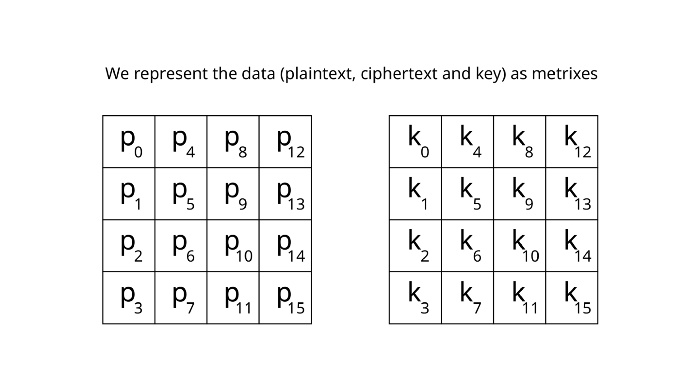 We represent the data (plaintext, ciphertext and key) as metrixes
p0 p4 p8 p12 k0 k4 k8 k12
p1 p5 p9 p13 k1 k5 k9 k13
p2 p6 p10 p14 k2 k6 k10 k14
p3 p7 p11 p15 k3 k7 k11 k15